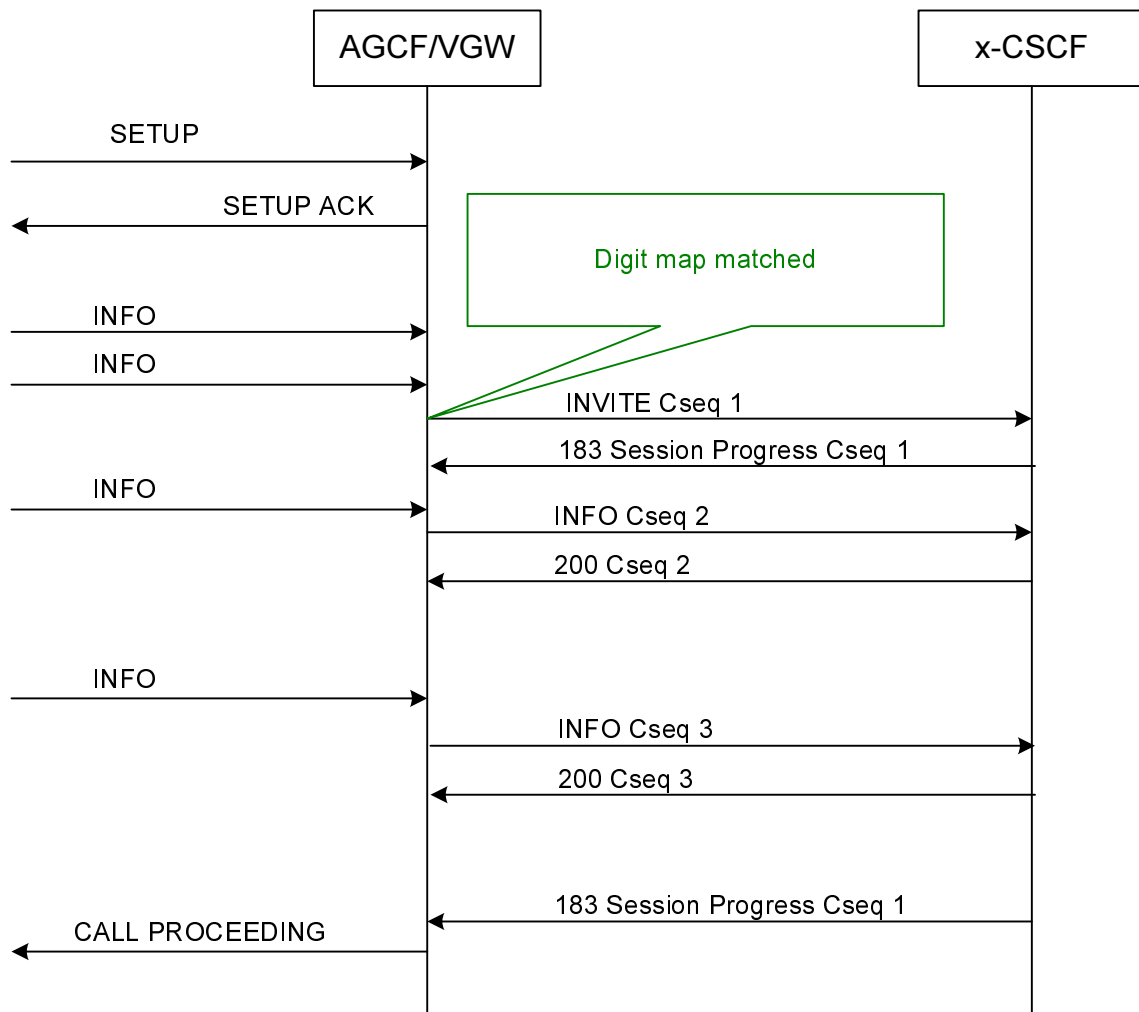 AGCF/VGW
x-CSCF
SETUP
SETUP ACK
Digit map matched
INFO
INFO
INVITE Cseq 1
183 Session Progress Cseq 1
INFO
INFO Cseq 2
200 Cseq 2
INFO
INFO Cseq 3
200 Cseq 3
183 Session Progress Cseq 1
CALL PROCEEDING